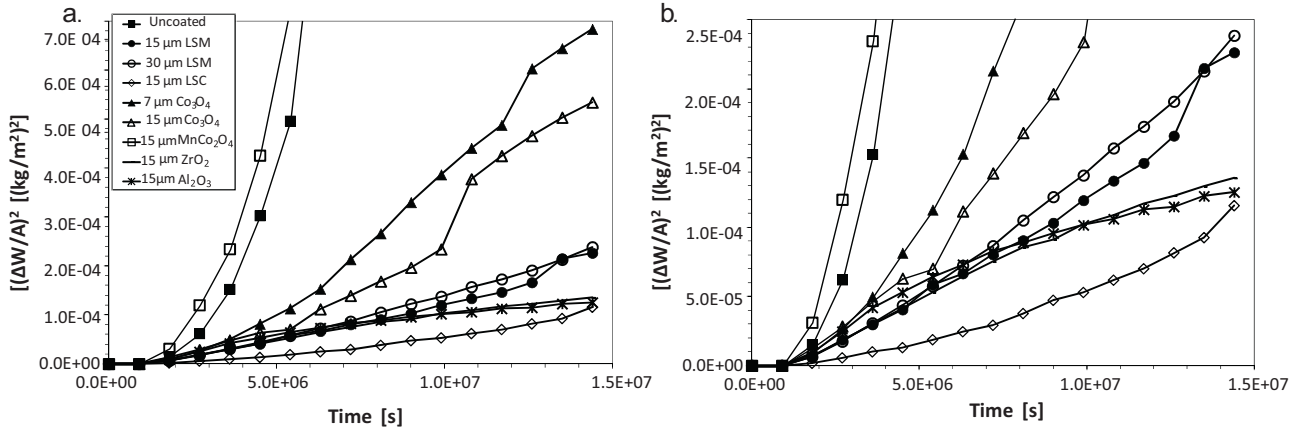 a.
[(ΔW/A)² [(kg/m²)²]
7.0E- 04
6.0E- 04
5.0E- 04
4.0E- 04
3.0E- 04
2.0E- 04
1.0E- 04
0.0E+00
Uncoated
15 µm LSM
30 µm LSM
15 µm LSC
7 µm Co₃O₄
15 µmCo₃O₄
15 µmMnCo₂O₄
15 µm ZrO₂
15µm Al₂O₃
0.0E+00
5.0E+06
1.0E+07
1.5E+07
Time [s]
b.
[(ΔW/A)² [(kg/m²)²]
2.5E-04
2.0E-04
1.5E-04
1.0E-04
5.0E-05
0.0E+00
0.0E+00
5.0E+06
1.0E+07
1.5E+07
Time [s]